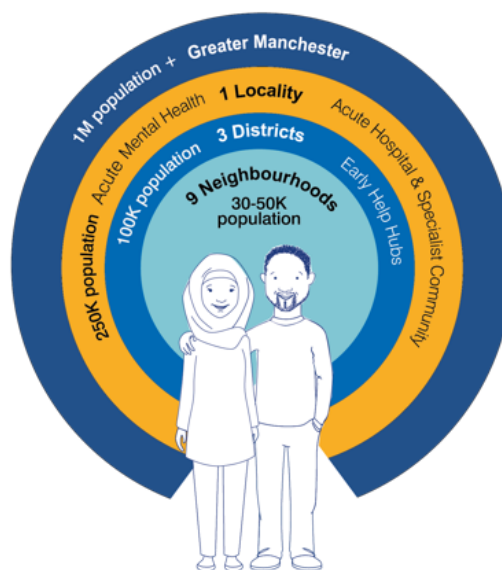 1M population + Greater Manchester
1 Locality
250K population Acute Mental Health
Acute Hospital & Specialist Community
3 Districts
100K population
Early Help Hubs
9 Neighbourhoods
30-50K
population